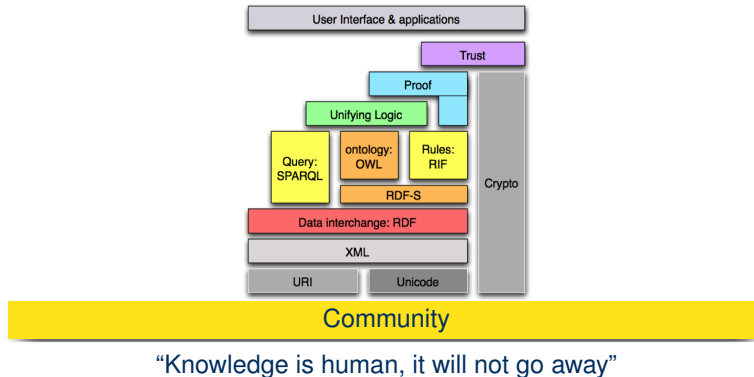 User Interface & applications
Trust
Proof
Unifying Logic
Query:
SPARQL
ontology:
OWL
Rules:
RIF
Crypto
RDF-S
Data interchange: RDF
XML
URI
Unicode
Community
“Knowledge is human, it will not go away”